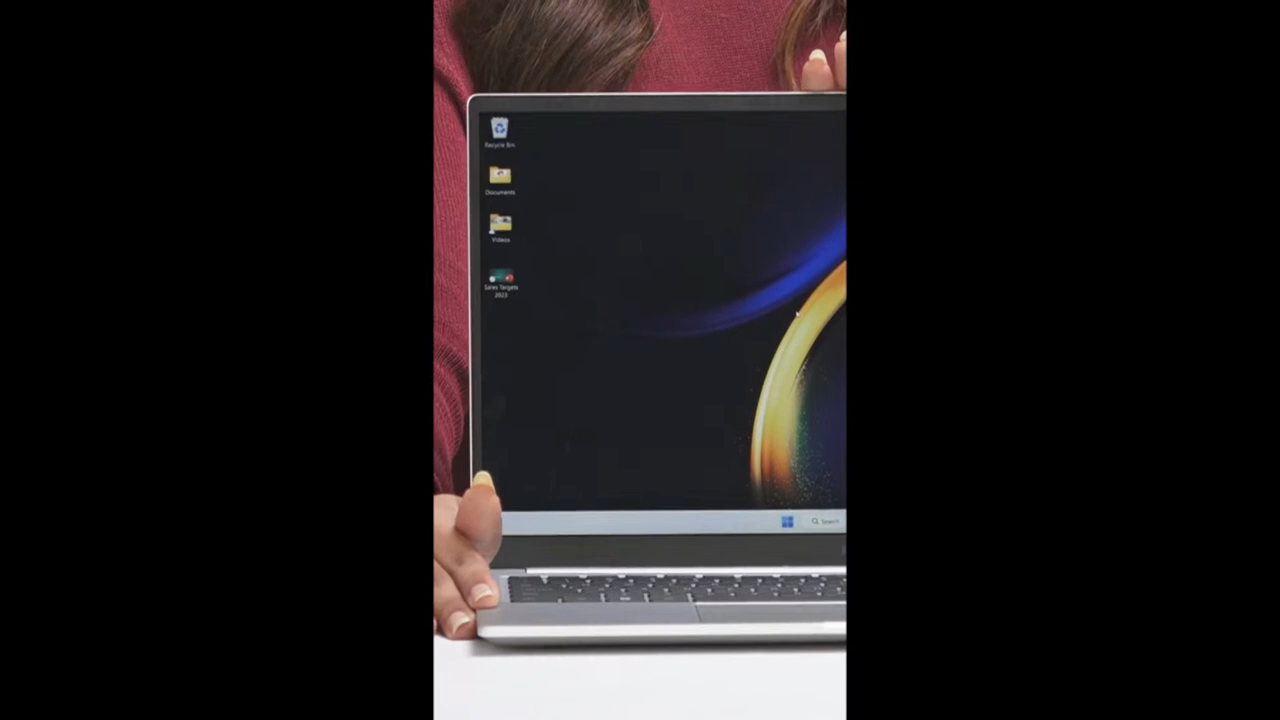 Recycle Bin
Documents
Videos
Sales Targets
2023
Search